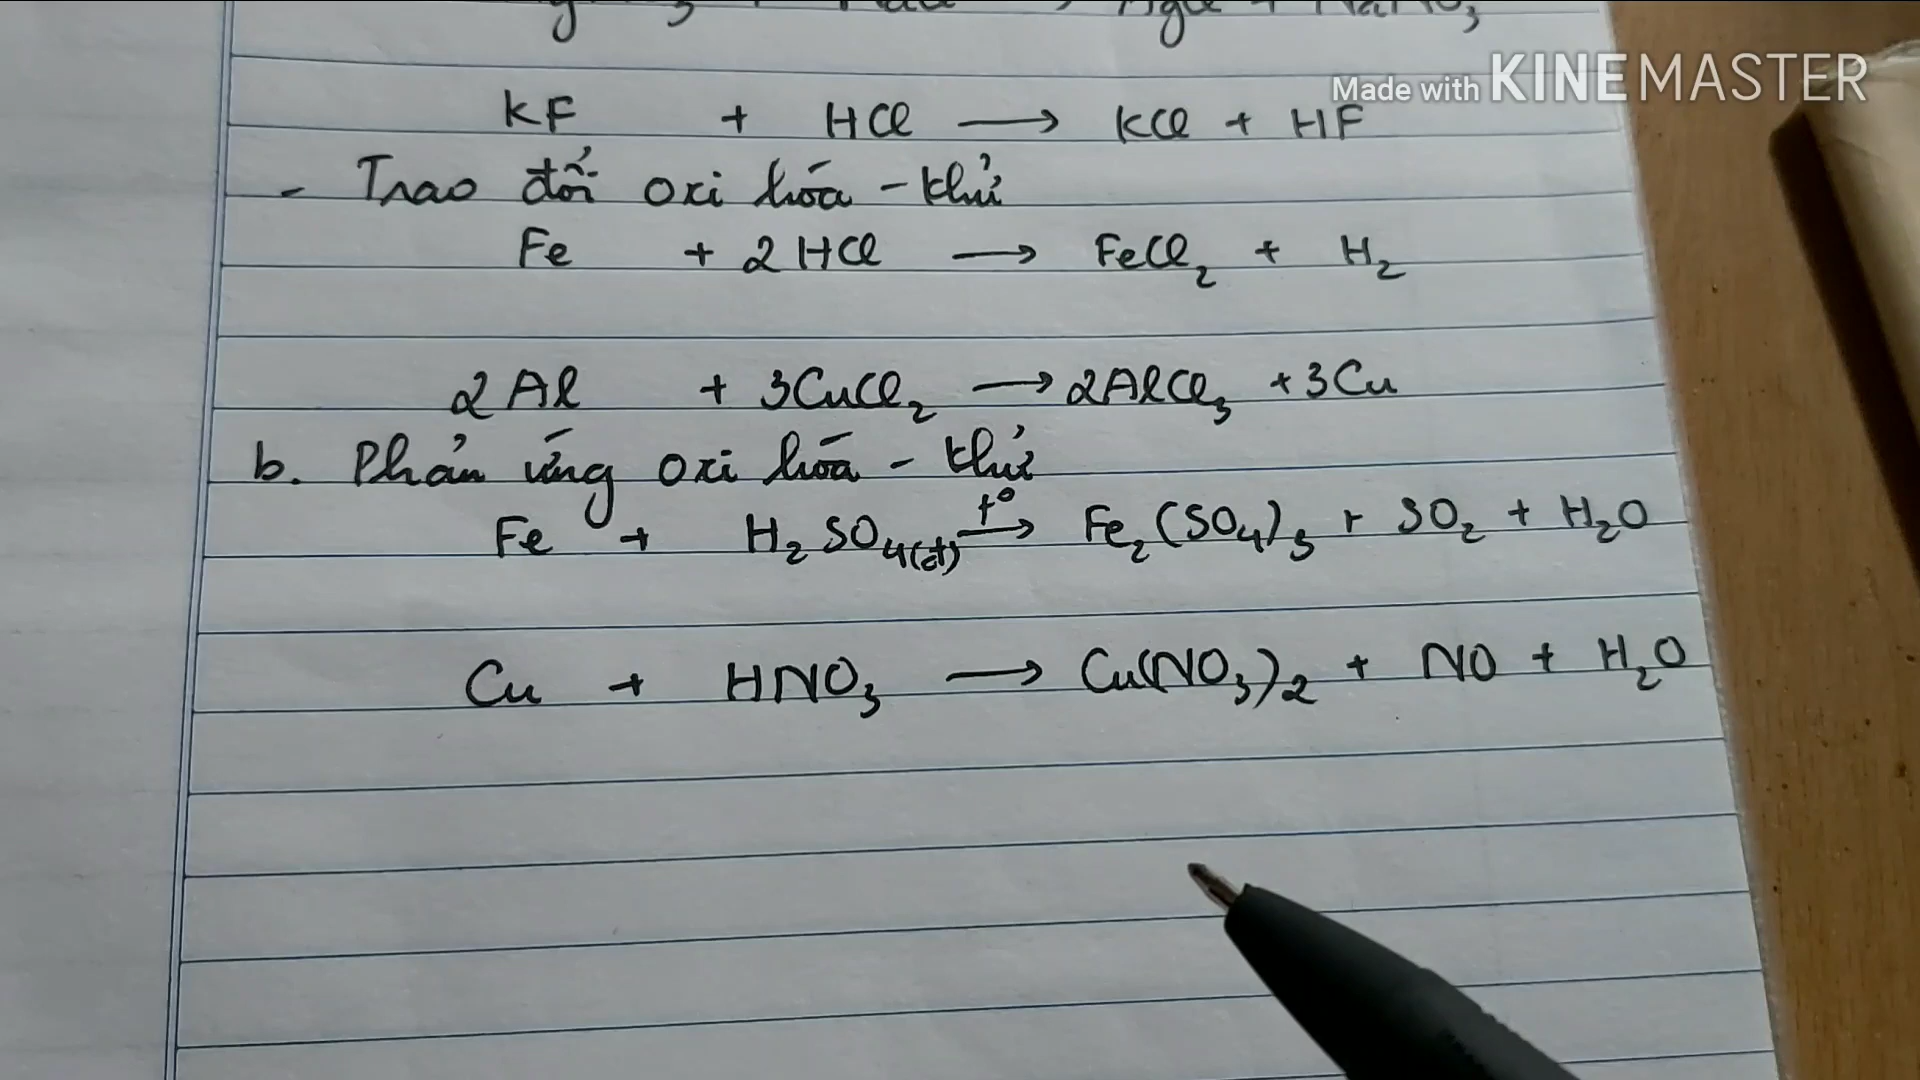 Made with KINEMASTER
KF + HCl → KCl + HF
- Trao đổi oxi hóa - khử
Fe + 2HCl → FeCl₂ + H₂
2Al + 3CuCl₂ → 2AlCl₃ + 3Cu
b. Phản ứng oxi hóa - khử
Fe + H₂SO₄(đ) t° → Fe₂(SO₄)₃ + SO₂ + H₂O
Cu + HNO₃ → Cu(NO₃)₂ + NO + H₂O